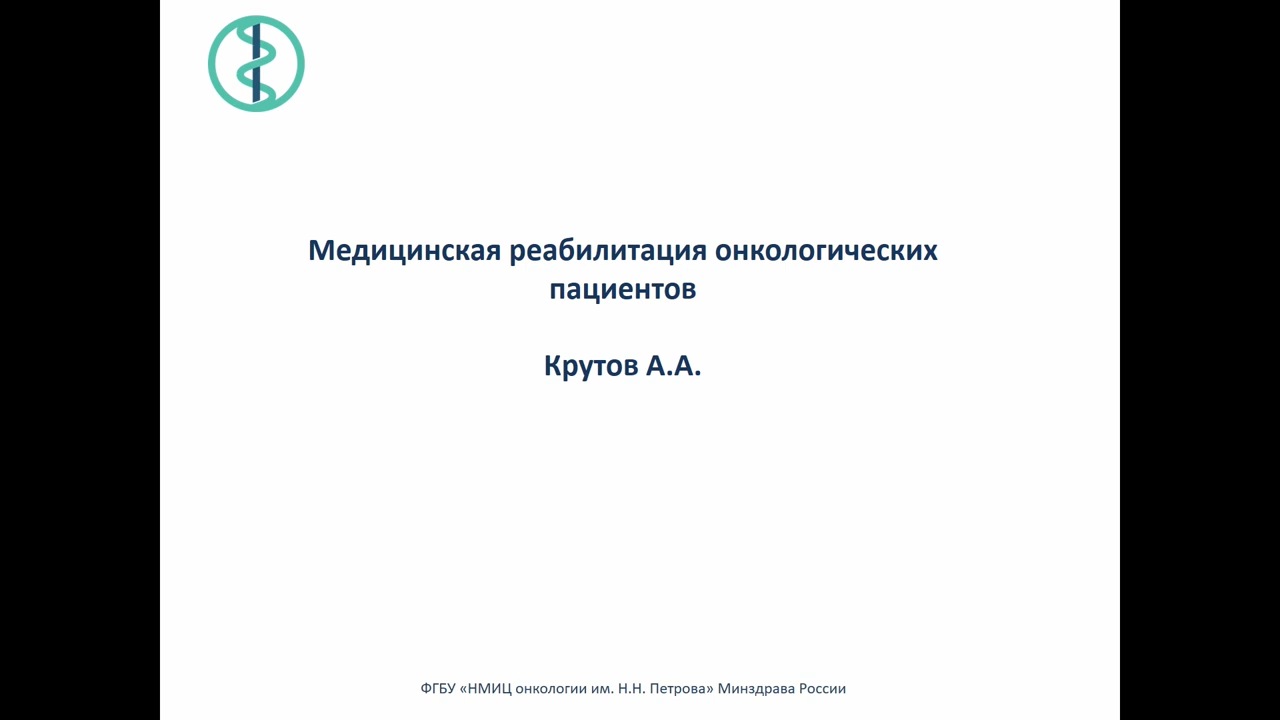 Медицинская реабилитация онкологических
пациентов
Крутов А.А.
ФГБУ «НМИЦ онкологии им. Н.Н. Петрова» Минздрава России